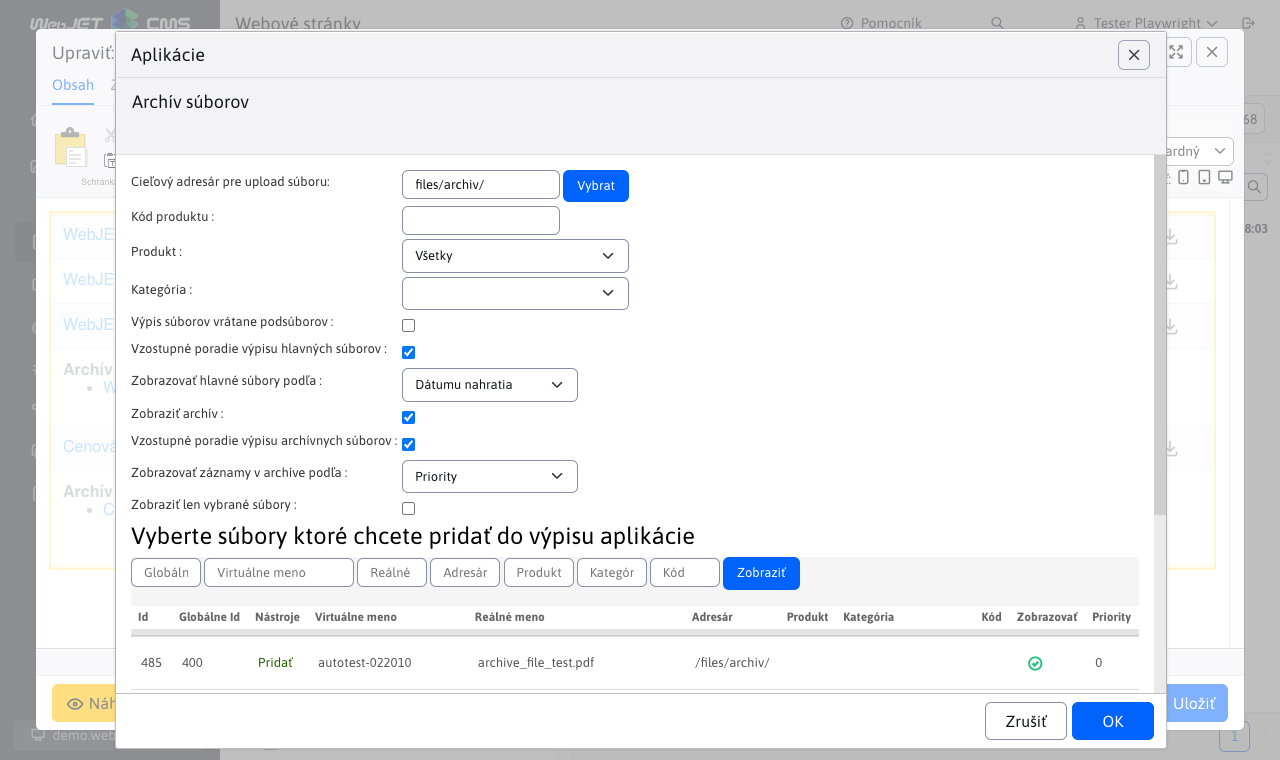 WebJET CMS
Webové stránky
Pomocník
Tester Playwright
Upraviť:
Aplikácie
Obsah
Archív súborov
68
ardný
Schránk
Cieľový adresár pre upload súboru:
files/archiv/
Vybrat
Kód produktu :
Produkt :
Všetky
Kategória :
Výpis súborov vrátane podsúborov :
Vzostupné poradie výpisu hlavných súborov :
Zobrazovať hlavné súbory podľa :
Dátumu nahratia
Zobraziť archív :
Vzostupné poradie výpisu archívnych súborov :
Zobrazovať záznamy v archíve podľa :
Priority
Zobraziť len vybrané súbory :
WebJE
8:03
WebJE
WebJE
Archív
W
Cenová
Archív
C
Vyberte súbory ktoré chcete pridať do výpisu aplikácie
Globáln Virtuálne meno Reálné Adresár Produkt Kategór Kód Zobraziť
Id Globálne Id Nástroje Virtuálne meno Reálné meno Adresár Produkt Kategória Kód Zobrazovať Priority
485 400 Pridať autotest-022010 archive_file_test.pdf /files/archiv/ 0
Náh
Zrušiť
OK
Uložiť
demo.web
1